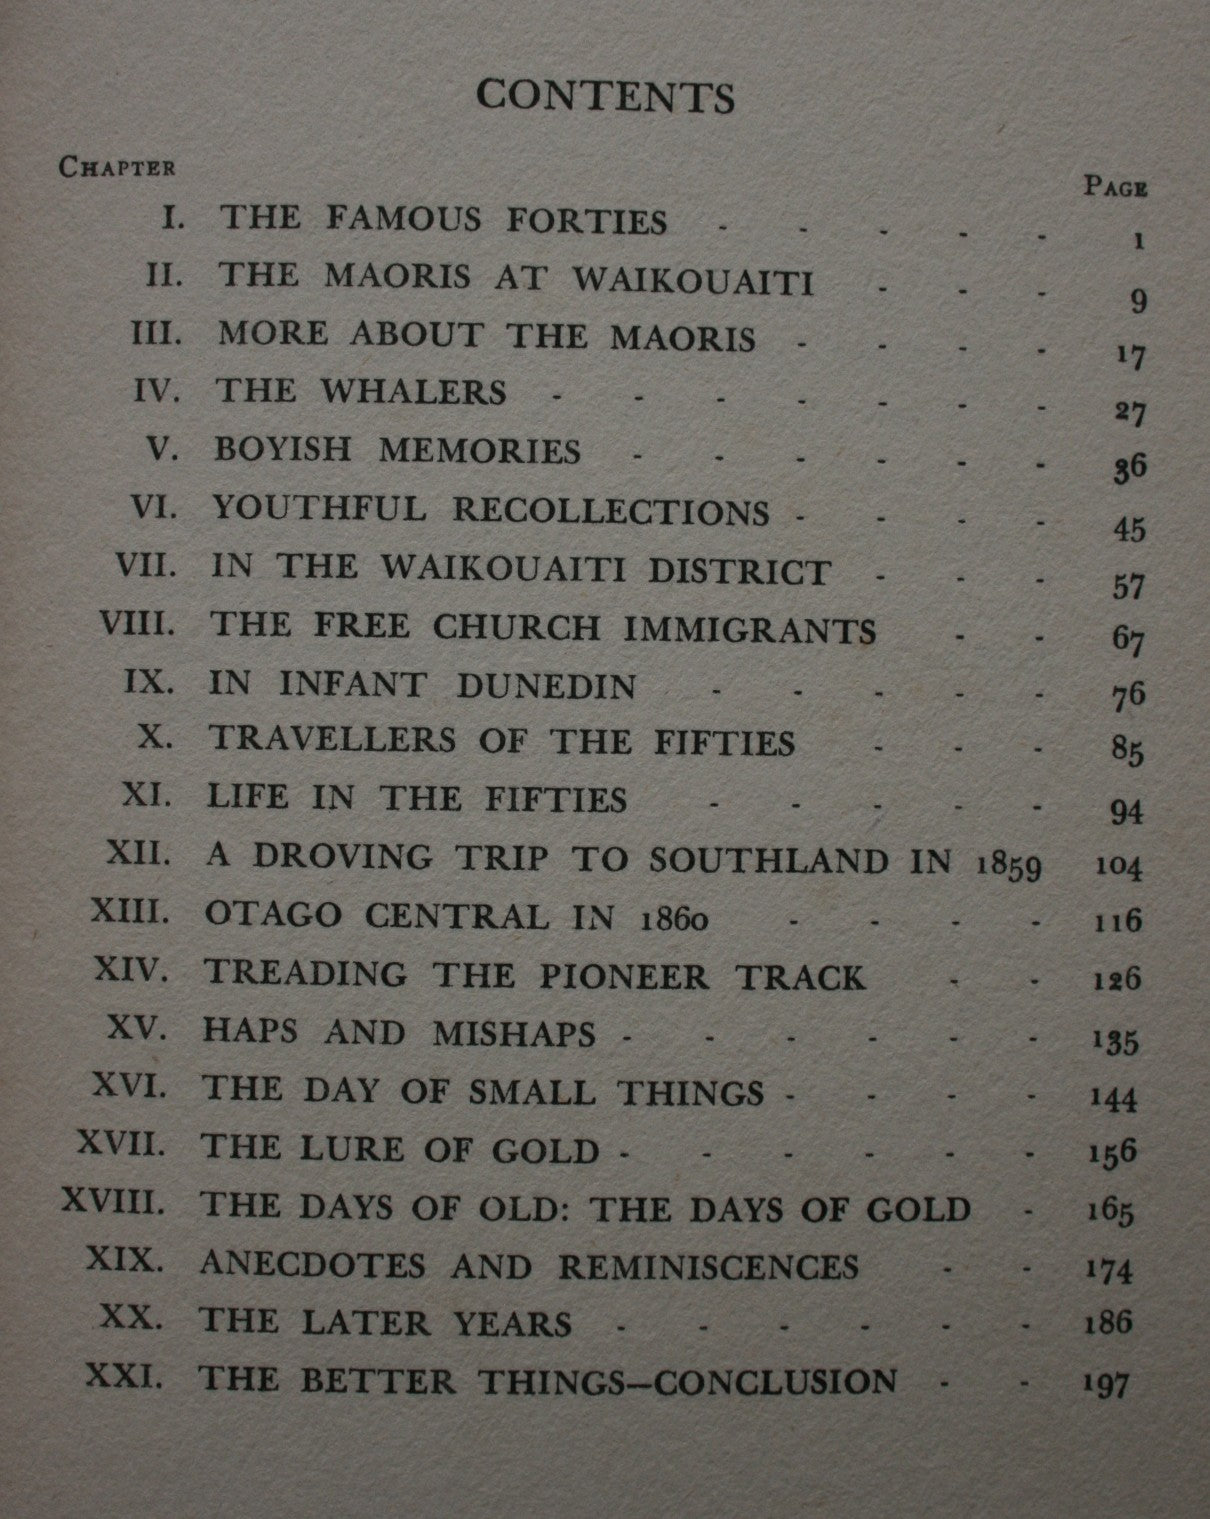 CONTENTS
CHAPTER PAGE
I. THE FAMOUS FORTIES - - - - - 1
II. THE MAORIS AT WAIKOUAITI - - - 9
III. MORE ABOUT THE MAORIS - - - - 17
IV. THE WHALERS - - - - - - - 27
V. BOYISH MEMORIES - - - - - - 36
VI. YOUTHFUL RECOLLECTIONS - - - - 45
VII. IN THE WAIKOUAITI DISTRICT - - - 57
VIII. THE FREE CHURCH IMMIGRANTS - - 67
IX. IN INFANT DUNEDIN - - - - - 76
X. TRAVELLERS OF THE FIFTIES - - - 85
XI. LIFE IN THE FIFTIES - - - - - 94
XII. A DROVING TRIP TO SOUTHLAND IN 1859 104
XIII. OTAGO CENTRAL IN 1860 - - - - 116
XIV. TREADING THE PIONEER TRACK - - 126
XV. HAPS AND MISHAPS - - - - - - 135
XVI. THE DAY OF SMALL THINGS - - - - 144
XVII. THE LURE OF GOLD - - - - - - 156
XVIII. THE DAYS OF OLD: THE DAYS OF GOLD - 165
XIX. ANECDOTES AND REMINISCENCES - - 174
XX. THE LATER YEARS - - - - - - 186
XXI. THE BETTER THINGS—CONCLUSION - - 197